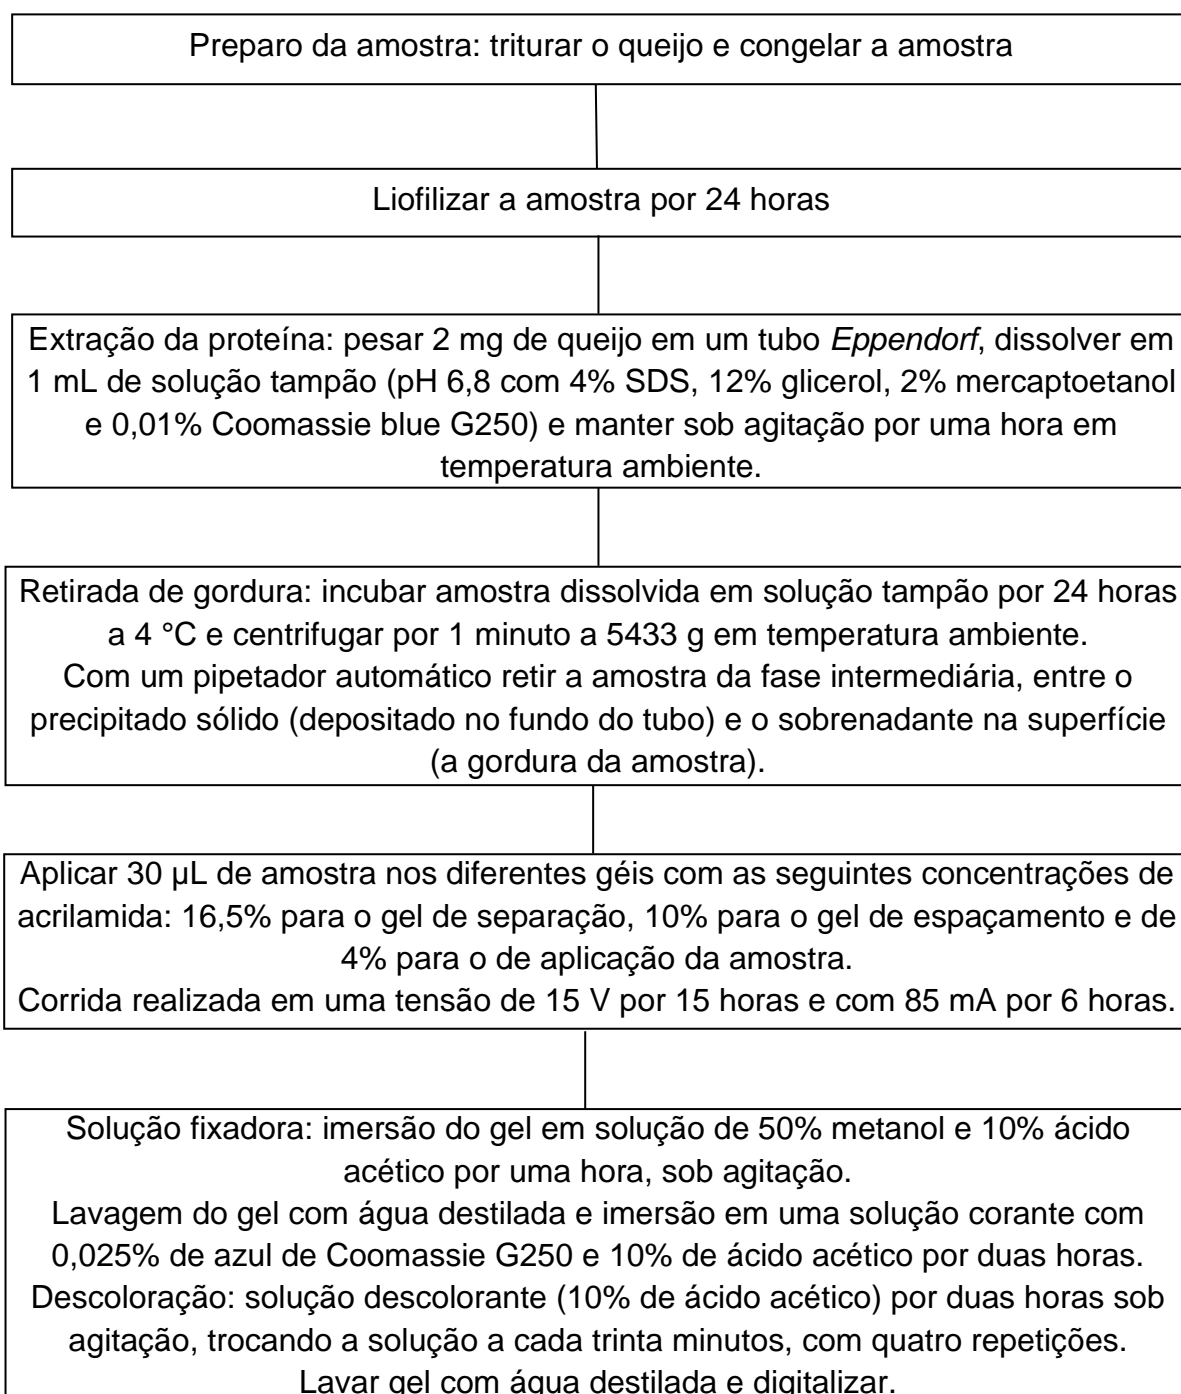 Preparo da amostra: triturar o queijo e congelar a amostra
Liofilizar a amostra por 24 horas
Extração da proteína: pesar 2 mg de queijo em um tubo Eppendorf, dissolver em
1 mL de solução tampão (pH 6,8 com 4% SDS, 12% glicerol, 2% mercaptoetanol
e 0,01% Coomassie blue G250) e manter sob agitação por uma hora em
temperatura ambiente.
Retirada de gordura: incubar amostra dissolvida em solução tampão por 24 horas
a 4 °C e centrifugar por 1 minuto a 5433 g em temperatura ambiente.
Com um pipetador automático retir a amostra da fase intermediária, entre o
precipitado sólido (depositado no fundo do tubo) e o sobrenadante na superfície
(a gordura da amostra).
Aplicar 30 µL de amostra nos diferentes géis com as seguintes concentrações de
acrilamida: 16,5% para o gel de separação, 10% para o gel de espaçamento e de
4% para o de aplicação da amostra.
Corrida realizada em uma tensão de 15 V por 15 horas e com 85 mA por 6 horas.
Solução fixadora: imersão do gel em solução de 50% metanol e 10% ácido
acético por uma hora, sob agitação.
Lavagem do gel com água destilada e imersão em uma solução corante com
0,025% de azul de Coomassie G250 e 10% de ácido acético por duas horas.
Descoloração: solução descolorante (10% de ácido acético) por duas horas sob
agitação, trocando a solução a cada trinta minutos, com quatro repetições.
Lavar gel com água destilada e digitalizar.